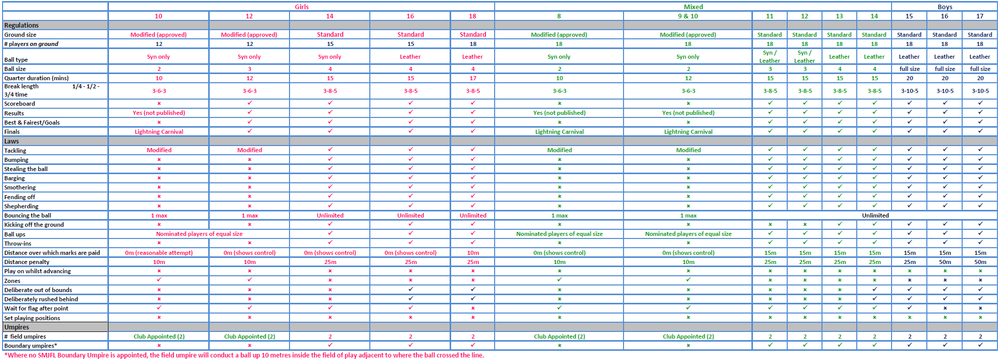 Girls Mixed Boys
10 12 14 16 18 8 9 & 10 11 12 13 14 15 16 17
Regulations
Ground size Modified (approved) Modified (approved) Standard Standard Standard Modified (approved) Modified (approved) Standard Standard Standard Standard Standard Standard Standard
# players on ground 12 12 15 15 18 18 18 18 18 18 18 18 18 18
Ball type Syn only Syn only Syn only Leather Leather Syn only Syn only Syn / Leather Syn / Leather Leather Leather Leather Leather Leather
Ball size 2 3 4 4 4 2 2 3 3 4 4 full size full size full size
Quarter duration (mins) 10 12 15 15 17 10 12 15 15 15 15 20 20 20
Break length 1/4 - 1/2 -
3/4 time 3-6-3 3-6-3 3-8-5 3-8-5 3-8-5 3-6-3 3-6-3 3-8-5 3-8-5 3-8-5 3-8-5 3-10-5 3-10-5 3-10-5
Scoreboard × ✓ ✓ ✓ ✓ × × ✓ ✓ ✓ ✓ ✓ ✓ ✓
Results Yes (not published) ✓ ✓ ✓ ✓ Yes (not published) Yes (not published) ✓ ✓ ✓ ✓ ✓ ✓ ✓
Best & Fairest/Goals × ✓ ✓ ✓ ✓ × × ✓ ✓ ✓ ✓ ✓ ✓ ✓
Finals Lightning Carnival ✓ ✓ ✓ ✓ Lightning Carnival Lightning Carnival ✓ ✓ ✓ ✓ ✓ ✓ ✓
Laws
Tackling Modified Modified ✓ ✓ ✓ Modified Modified ✓ ✓ ✓ ✓ ✓ ✓ ✓
Bumping × × ✓ ✓ ✓ × × ✓ ✓ ✓ ✓ ✓ ✓ ✓
Stealing the ball × × ✓ ✓ ✓ × × ✓ ✓ ✓ ✓ ✓ ✓ ✓
Barging × × ✓ ✓ ✓ × × ✓ ✓ ✓ ✓ ✓ ✓ ✓
Smothering × × ✓ ✓ ✓ × × ✓ ✓ ✓ ✓ ✓ ✓ ✓
Fending off × × ✓ ✓ ✓ × × ✓ ✓ ✓ ✓ ✓ ✓ ✓
Shepherding × × ✓ ✓ ✓ × × ✓ ✓ ✓ ✓ ✓ ✓ ✓
Bouncing the ball 1 max 1 max Unlimited Unlimited Unlimited 1 max 1 max Unlimited
Kicking off the ground × × ✓ ✓ ✓ × × × × ✓ ✓ ✓ ✓ ✓
Ball ups Nominated players of equal size ✓ ✓ ✓ Nominated players of equal size Nominated players of equal size ✓ ✓ ✓ ✓ ✓ ✓ ✓
Throw-ins × × ✓ ✓ ✓ × × ✓ ✓ ✓ ✓ ✓ ✓ ✓
Distance over which marks are paid 0m (reasonable attempt) 0m (shows control) 0m (shows control) 0m (shows control) 10m 0m (shows control) 0m (shows control) 15m 15m 15m 15m 15m 15m 15m
Distance penalty 10m 10m 25m 25m 25m 10m 10m 25m 25m 25m 25m 25m 50m 50m
Play on whilst advancing × × × × × × × × × × × × × ×
Zones ✓ ✓ × × × ✓ ✓ × × × × × × ×
Deliberate out of bounds × × × ✓ ✓ × × × × × ✓ ✓ ✓ ✓
Deliberately rushed behind × × × ✓ ✓ × × × × × ✓ ✓ ✓ ✓
Wait for flag after point ✓ ✓ ✓ ✓ × ✓ ✓ ✓ ✓ ✓ ✓ ✓ × ×
Set playing positions × × × × × × × × × × × × × ×
Umpires
# field umpires Club Appointed (2) Club Appointed (2) 2 2 2 Club Appointed (2) Club Appointed (2) 2 2 2 2 2 2 2
Boundary umpires* × × ✓ ✓ ✓ × × ✓ ✓ ✓ ✓ ✓ ✓ ✓
*Where no SMJFL Boundary Umpire is appointed, the field umpire will conduct a ball up 10 metres inside the field of play adjacent to where the ball crossed the line.